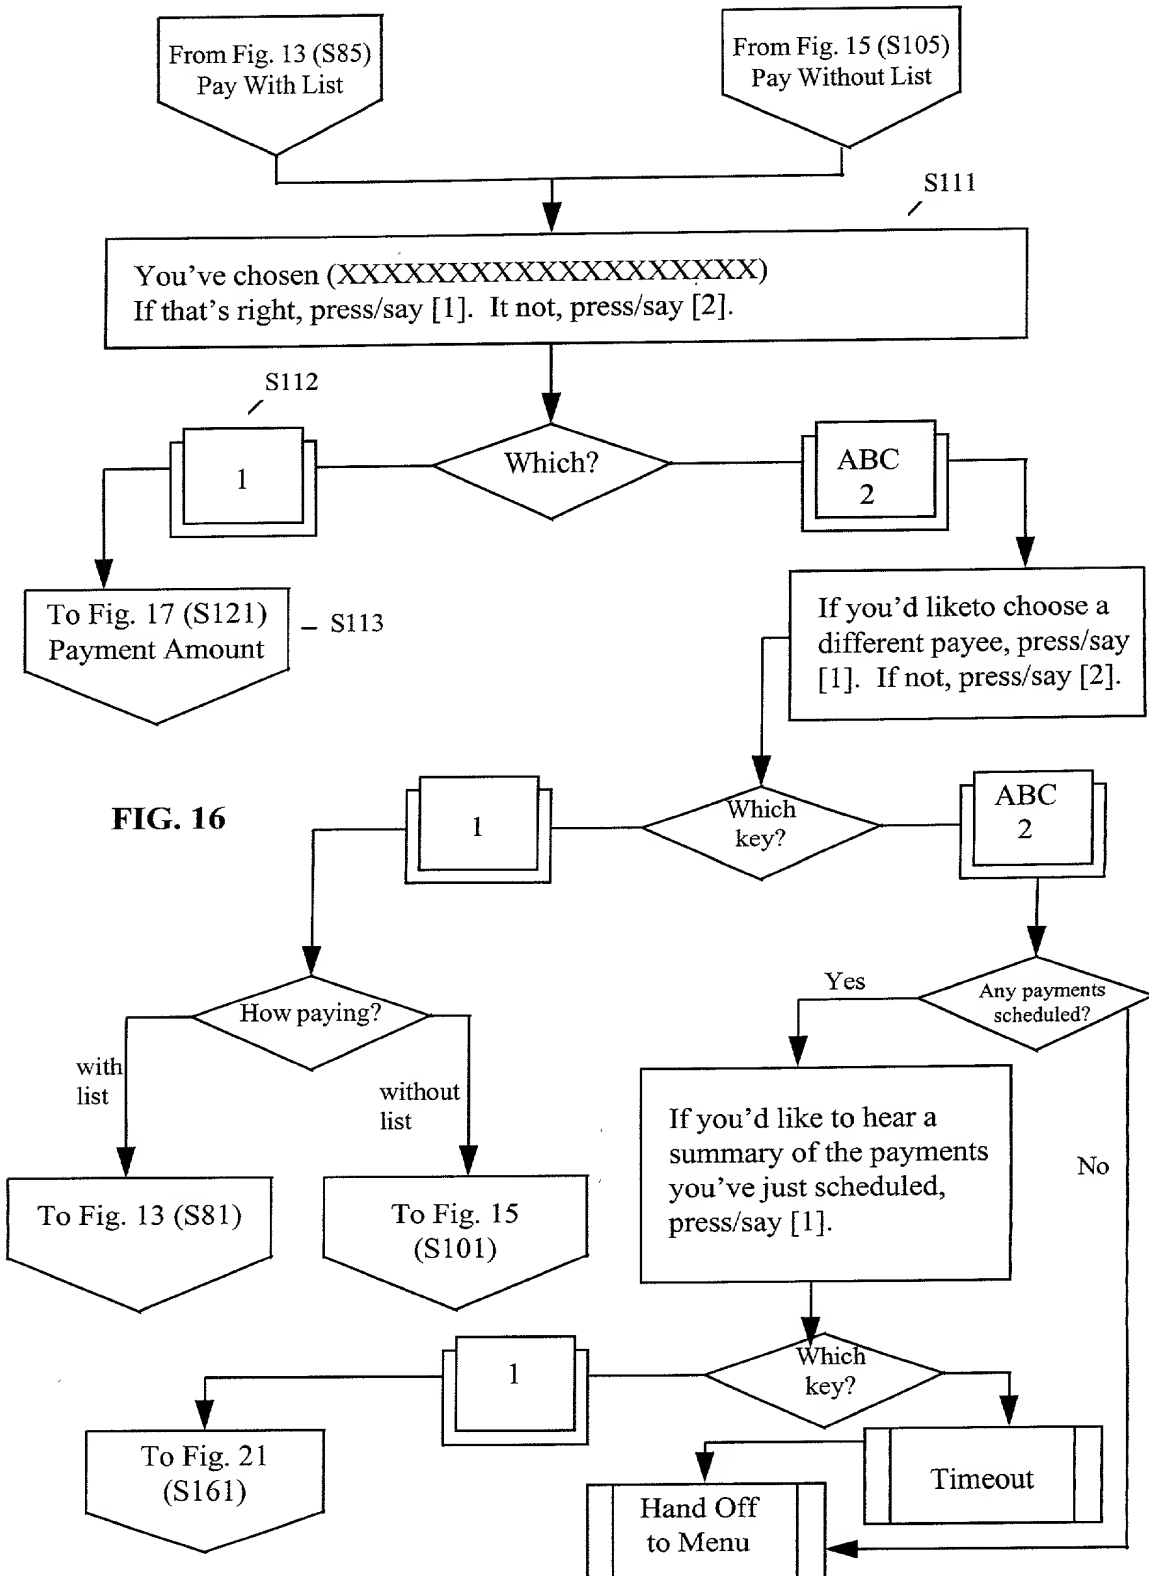 From Fig. 13 (S85)
Pay With List
From Fig. 15 (S105)
Pay Without List
S111
You've chosen (XXXXXXXXXXXXXXXXXXX)
If that's right, press/say [1]. It not, press/say [2].
S112
1
Which?
ABC
2
To Fig. 17 (S121)
Payment Amount
S113
If you'd liketo choose a
different payee, press/say
[1]. If not, press/say [2].
FIG. 16
1
Which
key?
ABC
2
How paying?
Yes
Any payments
scheduled?
with
list
without
list
If you'd like to hear a
summary of the payments
you've just scheduled,
press/say [1].
No
To Fig. 13 (S81)
To Fig. 15
(S101)
1
Which
key?
To Fig. 21
(S161)
Timeout
Hand Off
to Menu